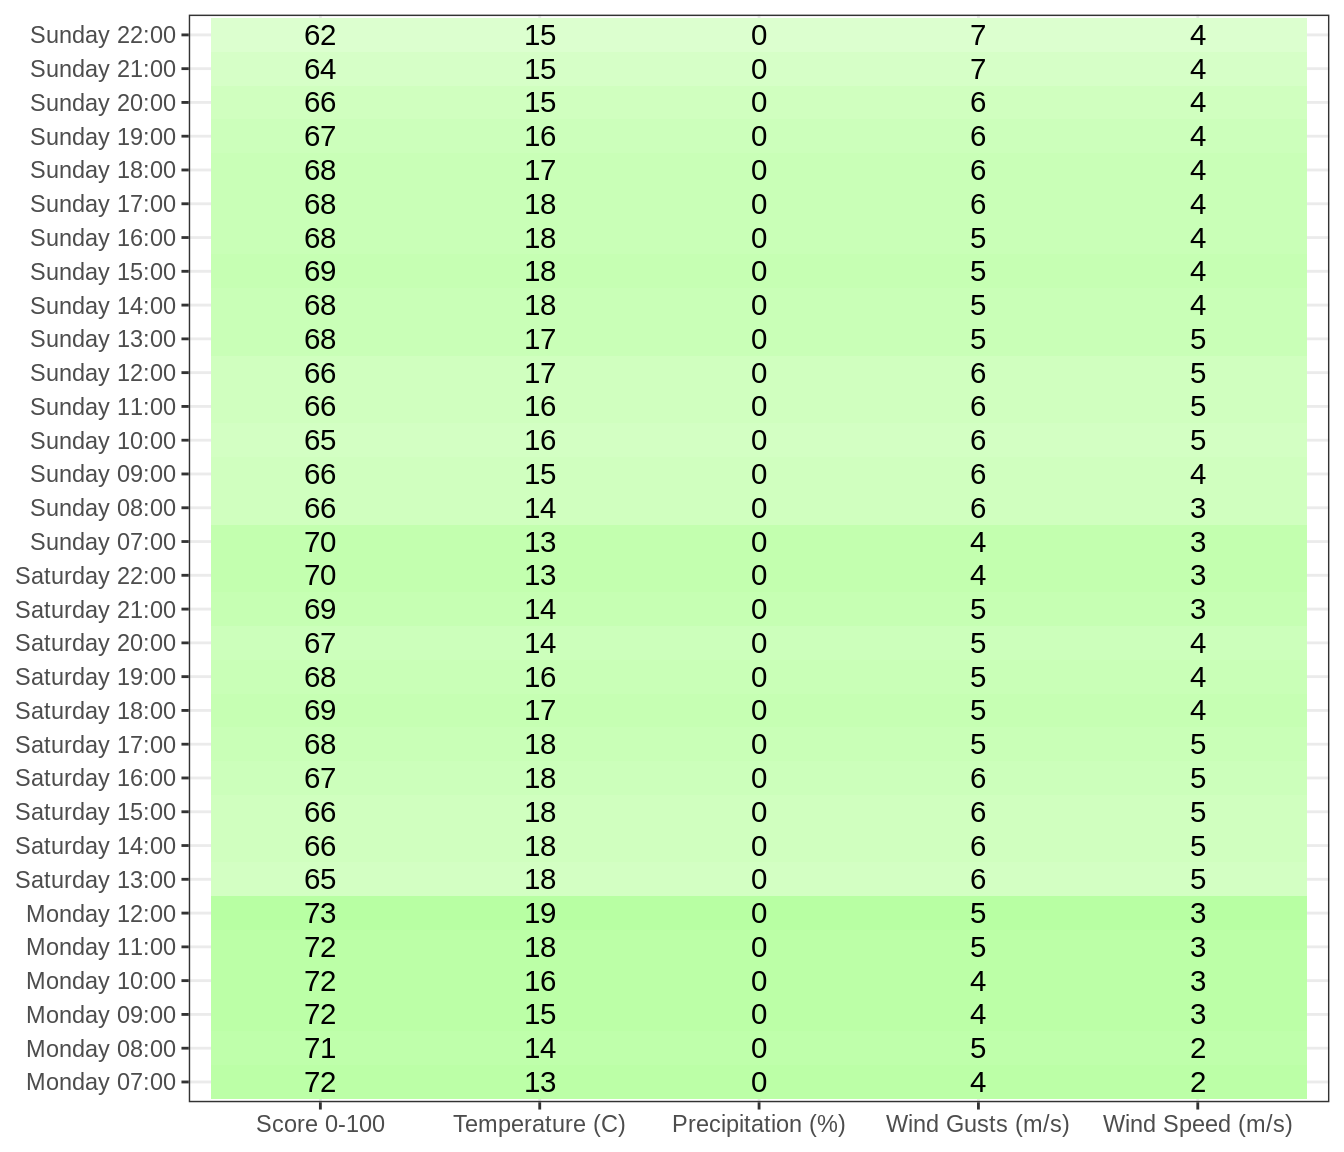 Sunday 22:00 62 15 0 7 4
Sunday 21:00 64 15 0 7 4
Sunday 20:00 66 15 0 6 4
Sunday 19:00 67 16 0 6 4
Sunday 18:00 68 17 0 6 4
Sunday 17:00 68 18 0 6 4
Sunday 16:00 68 18 0 5 4
Sunday 15:00 69 18 0 5 4
Sunday 14:00 68 18 0 5 4
Sunday 13:00 68 17 0 5 5
Sunday 12:00 66 17 0 6 5
Sunday 11:00 66 16 0 6 5
Sunday 10:00 65 16 0 6 5
Sunday 09:00 66 15 0 6 4
Sunday 08:00 66 14 0 6 3
Sunday 07:00 70 13 0 4 3
Saturday 22:00 70 13 0 4 3
Saturday 21:00 69 14 0 5 3
Saturday 20:00 67 14 0 5 4
Saturday 19:00 68 16 0 5 4
Saturday 18:00 69 17 0 5 4
Saturday 17:00 68 18 0 5 5
Saturday 16:00 67 18 0 6 5
Saturday 15:00 66 18 0 6 5
Saturday 14:00 66 18 0 6 5
Saturday 13:00 65 18 0 6 5
Monday 12:00 73 19 0 5 3
Monday 11:00 72 18 0 5 3
Monday 10:00 72 16 0 4 3
Monday 09:00 72 15 0 4 3
Monday 08:00 71 14 0 5 2
Monday 07:00 72 13 0 4 2
Score 0-100 Temperature (C) Precipitation (%) Wind Gusts (m/s) Wind Speed (m/s)